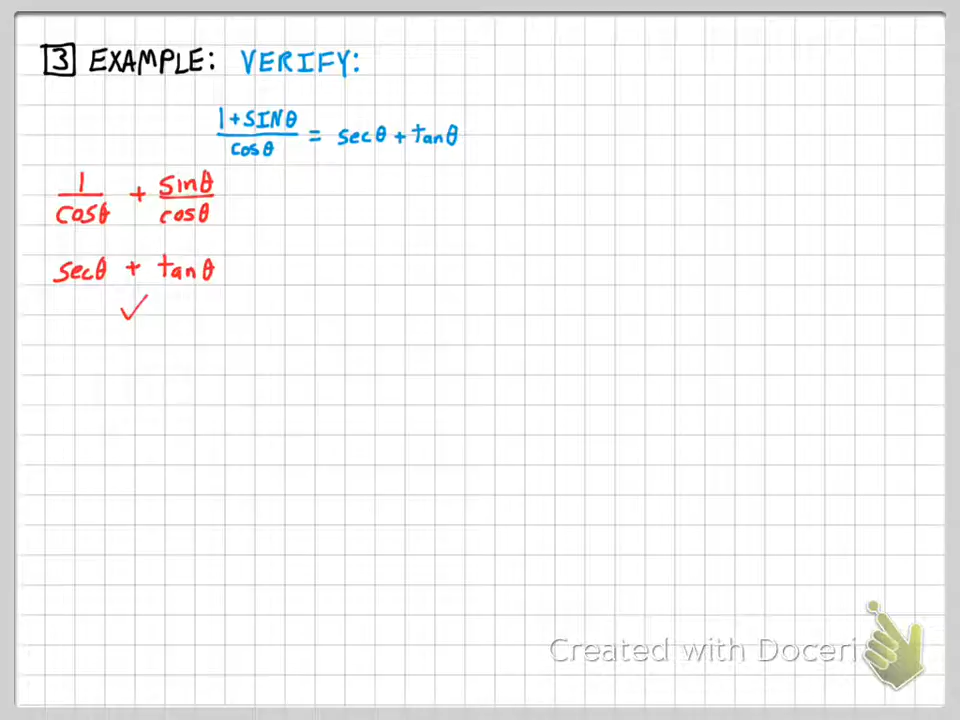 3 EXAMPLE: VERIFY:
1 + SINθ / cosθ = secθ + tanθ
1 / cosθ + sinθ / cosθ
secθ + tanθ
✓
Created with Doceri